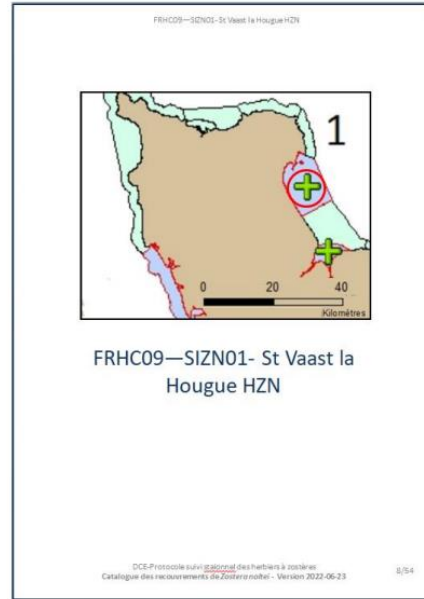 FRHC09—SIZN01- St Vaast la Hougue HZN
1
0 20 40
Kilomètres
FRHC09—SIZN01- St Vaast la
Hougue HZN
DCE-Protocole suivi stationnel des herbiers à zostères
Catalogue des recouvrements de Zostera noltei - Version 2022-06-23
8/54